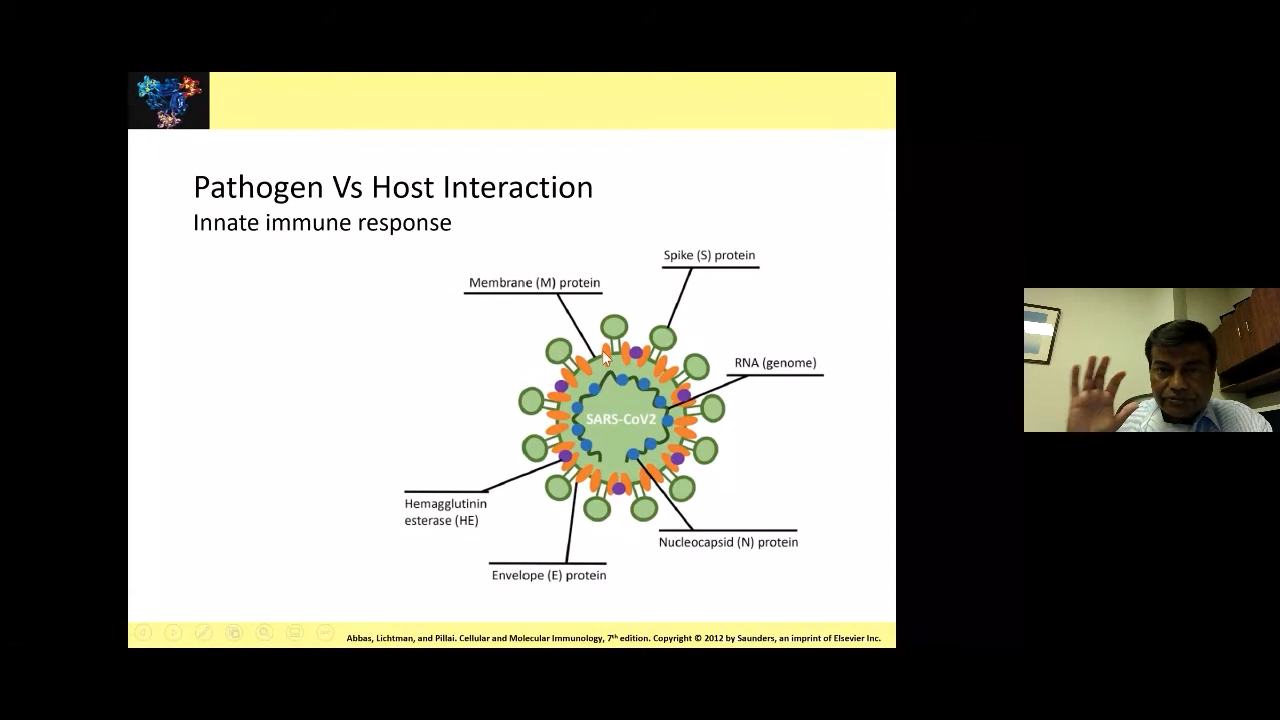 Pathogen Vs Host Interaction
Innate immune response
Spike (S) protein
Membrane (M) protein
RNA (genome)
SARS-CoV2
Hemagglutinin
esterase (HE)
Nucleocapsid (N) protein
Envelope (E) protein
Abbas, Lichtman, and Pillai. Cellular and Molecular Immunology, 7th edition. Copyright © 2012 by Saunders, an imprint of Elsevier Inc.